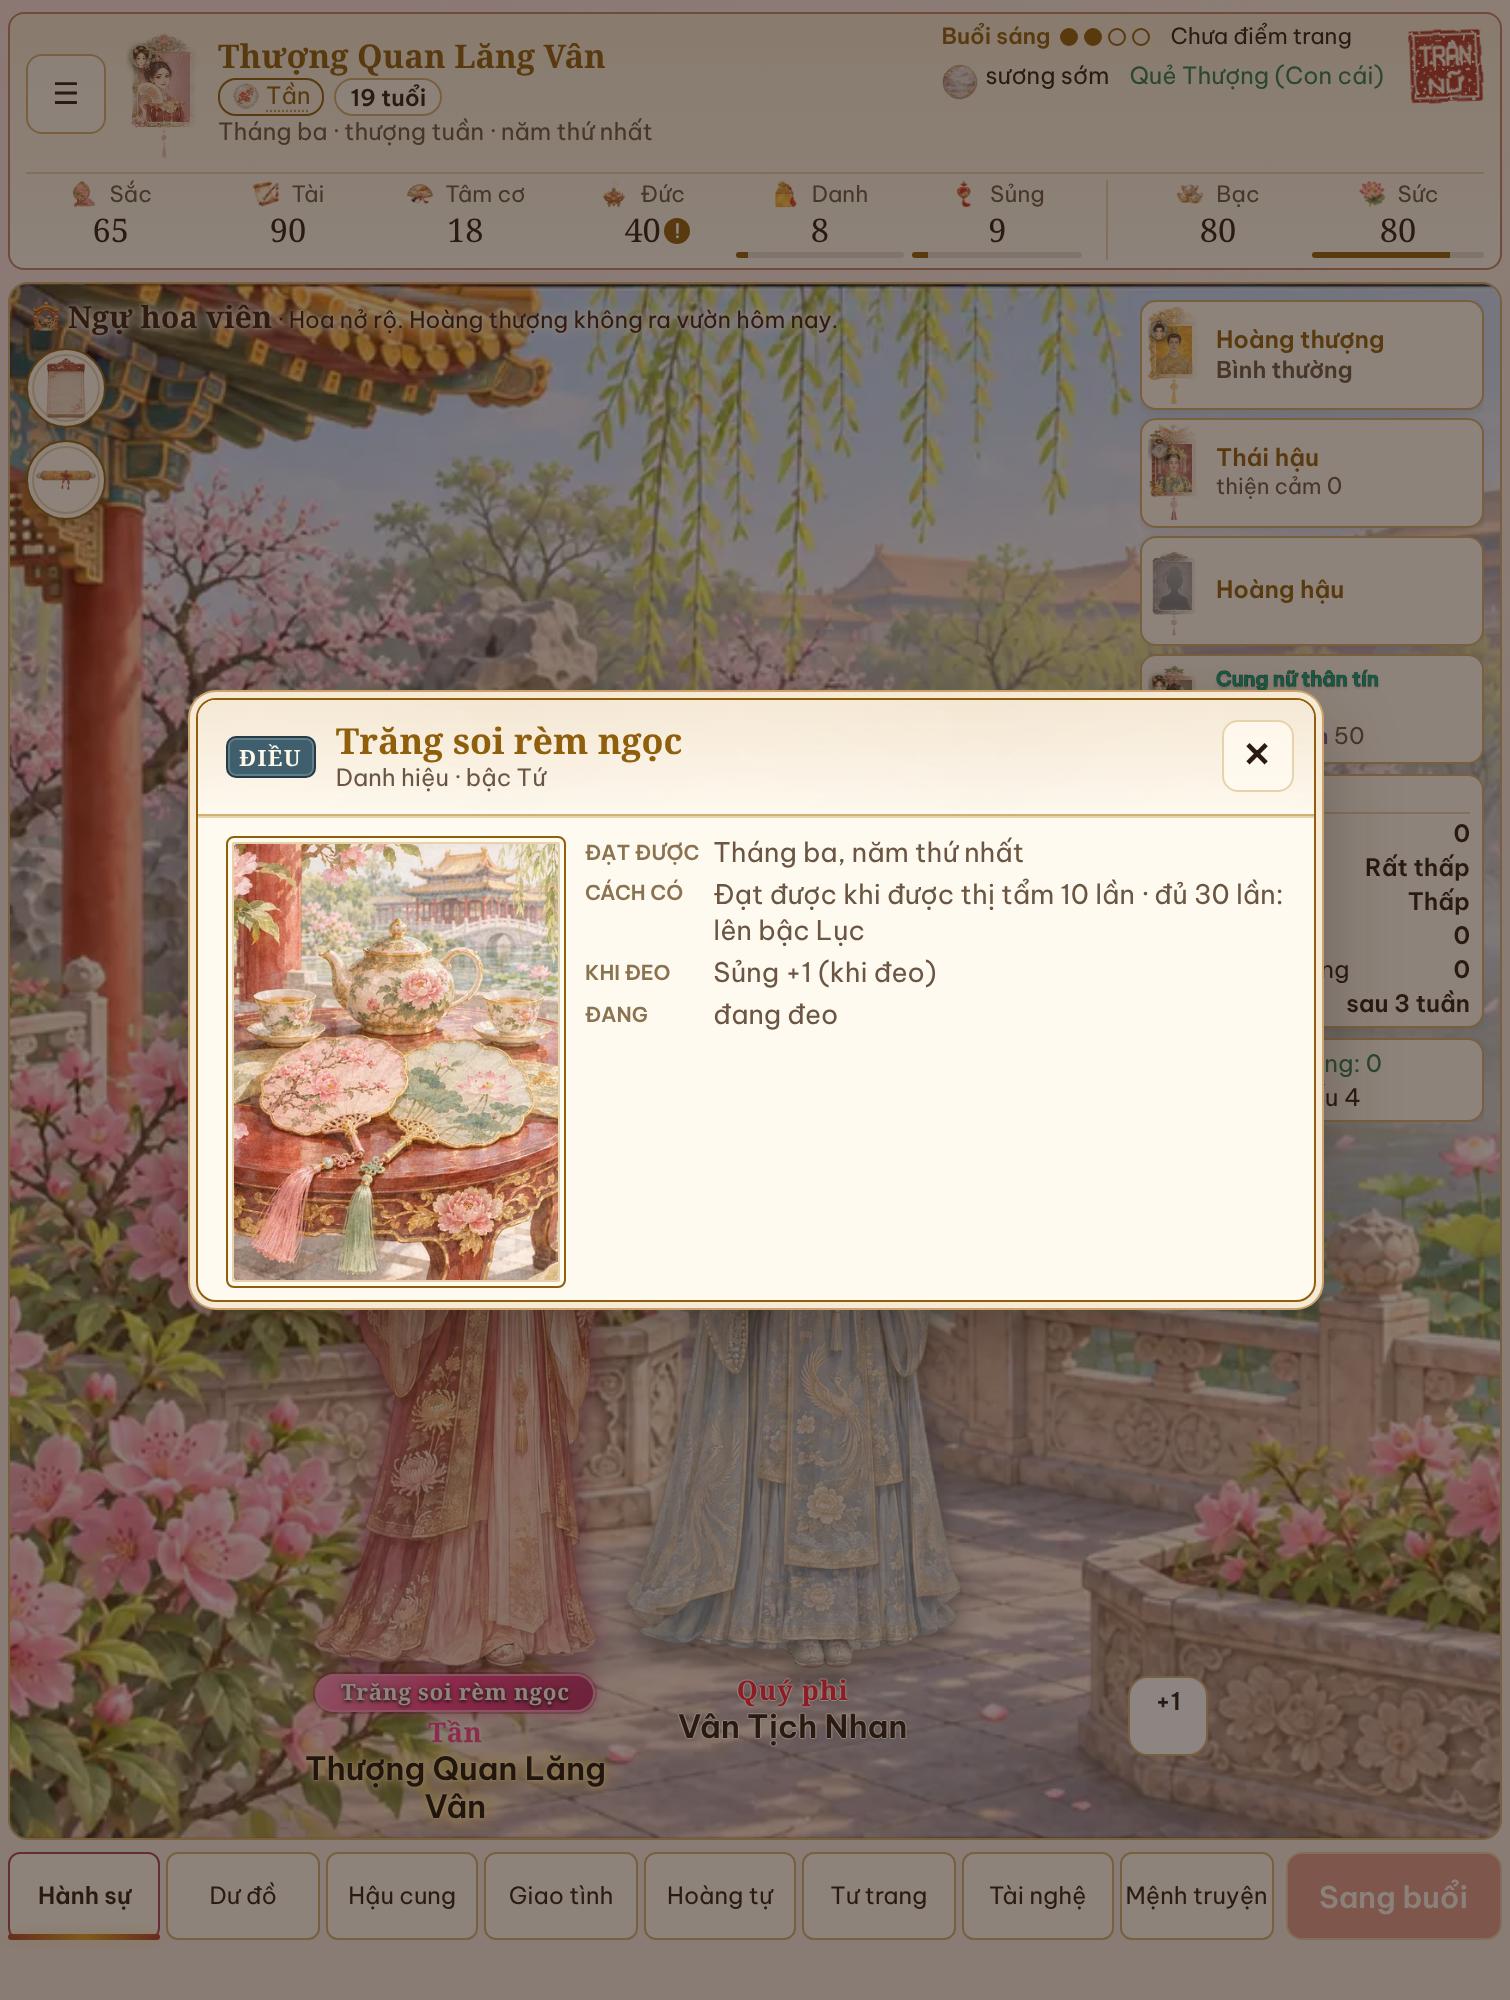 Thượng Quan Lăng Vân
Tần
19 tuổi
Tháng ba · thượng tuần · năm thứ nhất
Buổi sáng
Chưa điểm trang
sương sớm
Quẻ Thượng (Con cái)
TRÂN NỮ
Sắc
65
Tài
90
Tâm cơ
18
Đức
40!
Danh
8
Sủng
9
Bạc
80
Sức
80
Ngự hoa viên · Hoa nở rộ. Hoàng thượng không ra vườn hôm nay.
Hoàng thượng
Bình thường
Thái hậu
thiện cảm 0
Hoàng hậu
Cung nữ thân tín
50
0
Rất thấp
Thấp
0
ng 0
sau 3 tuần
ng: 0
u 4
ĐIỀU
Trăng soi rèm ngọc
Danh hiệu · bậc Tứ
ĐẠT ĐƯỢC Tháng ba, năm thứ nhất
CÁCH CÓ Đạt được khi được thị tẩm 10 lần · đủ 30 lần:
lên bậc Lục
KHI ĐEO Sủng +1 (khi đeo)
ĐANG đang đeo
Trăng soi rèm ngọc
Tần
Thượng Quan Lăng
Vân
Quý phi
Vân Tịch Nhan
+1
Hành sự
Dư đồ
Hậu cung
Giao tình
Hoàng tự
Tư trang
Tài nghệ
Mệnh truyện
Sang buổi